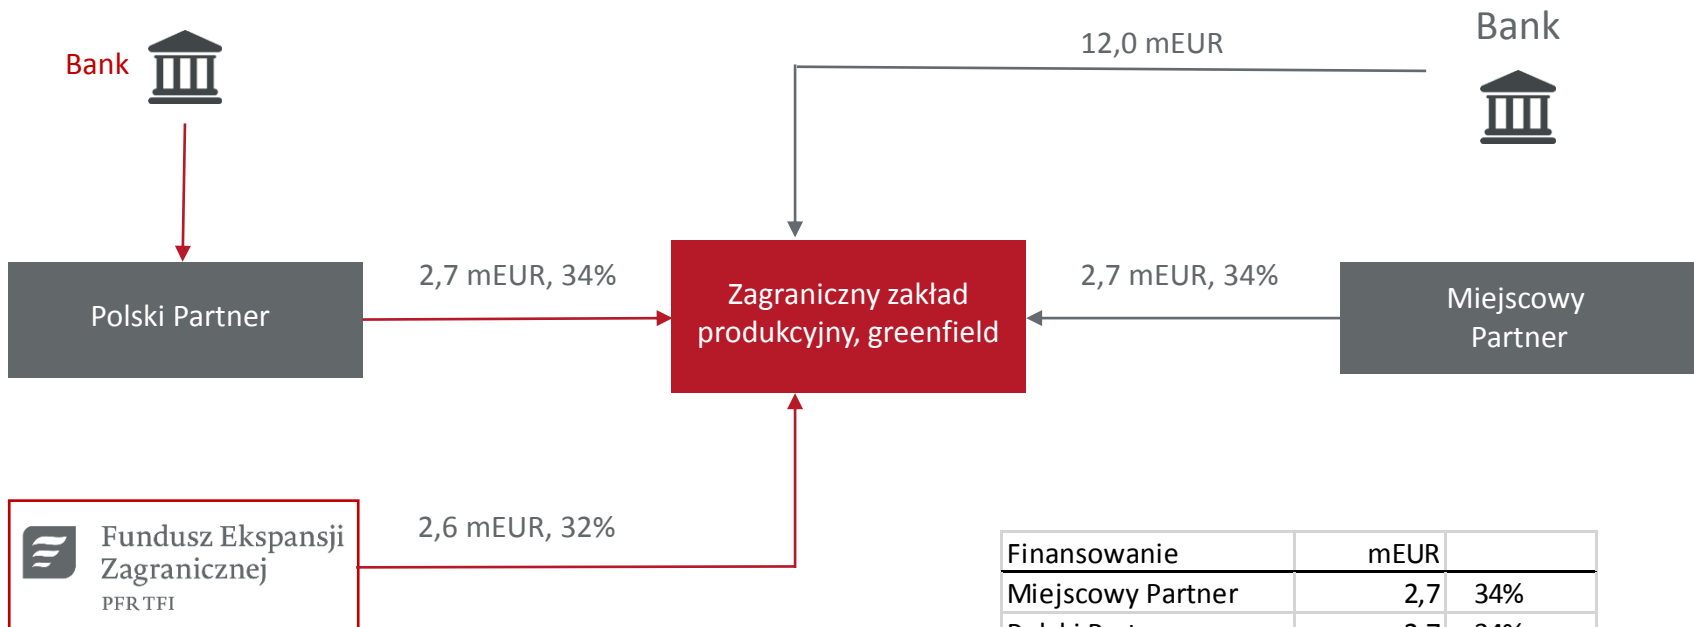 Bank
12,0 mEUR
Bank
Polski Partner
2,7 mEUR, 34%
Zagraniczny zakład
produkcyjny, greenfield
2,7 mEUR, 34%
Miejscowy
Partner
Fundusz Ekspansji
Zagranicznej
PFR TFI
2,6 mEUR, 32%
Finansowanie mEUR
Miejscowy Partner 2,7 34%